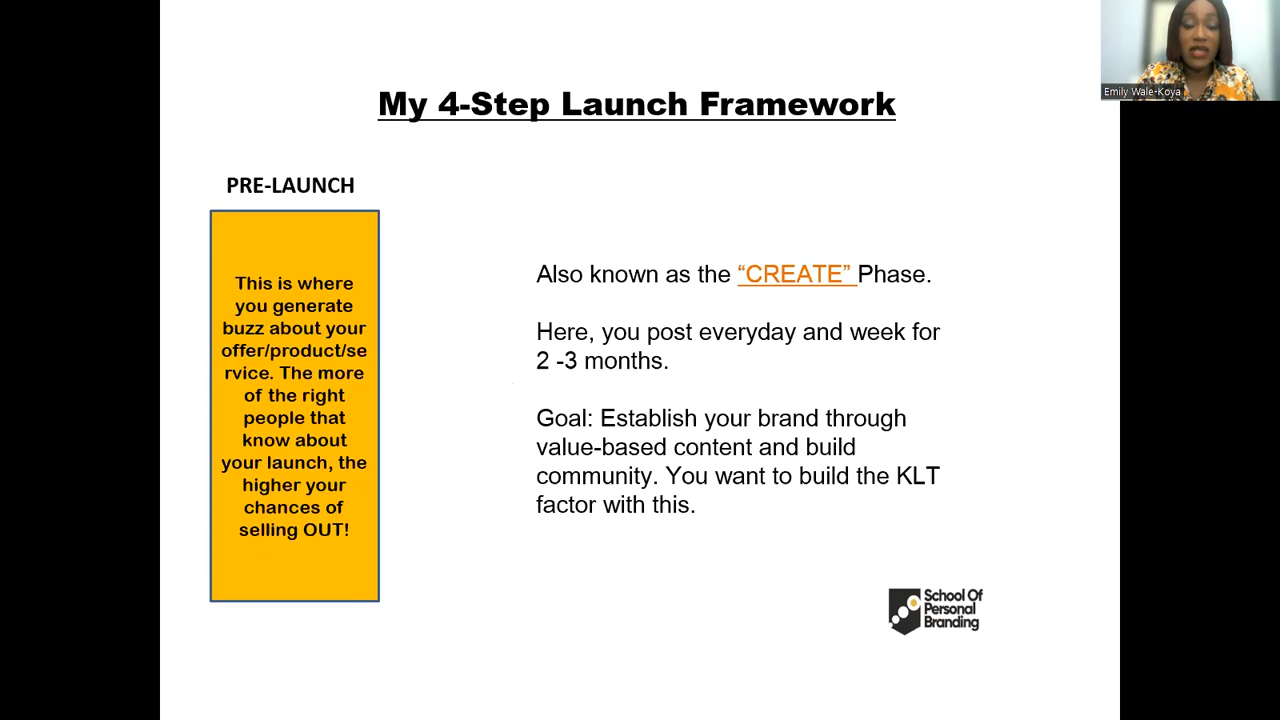 My 4-Step Launch Framework
Emily Wale-Koya
PRE-LAUNCH
This is where
you generate
buzz about your
offer/product/se
rvice. The more
of the right
people that
know about
your launch, the
higher your
chances of
selling OUT!
Also known as the “CREATE” Phase.
Here, you post everyday and week for
2 -3 months.
Goal: Establish your brand through
value-based content and build
community. You want to build the KLT
factor with this.
School Of
Personal
Branding